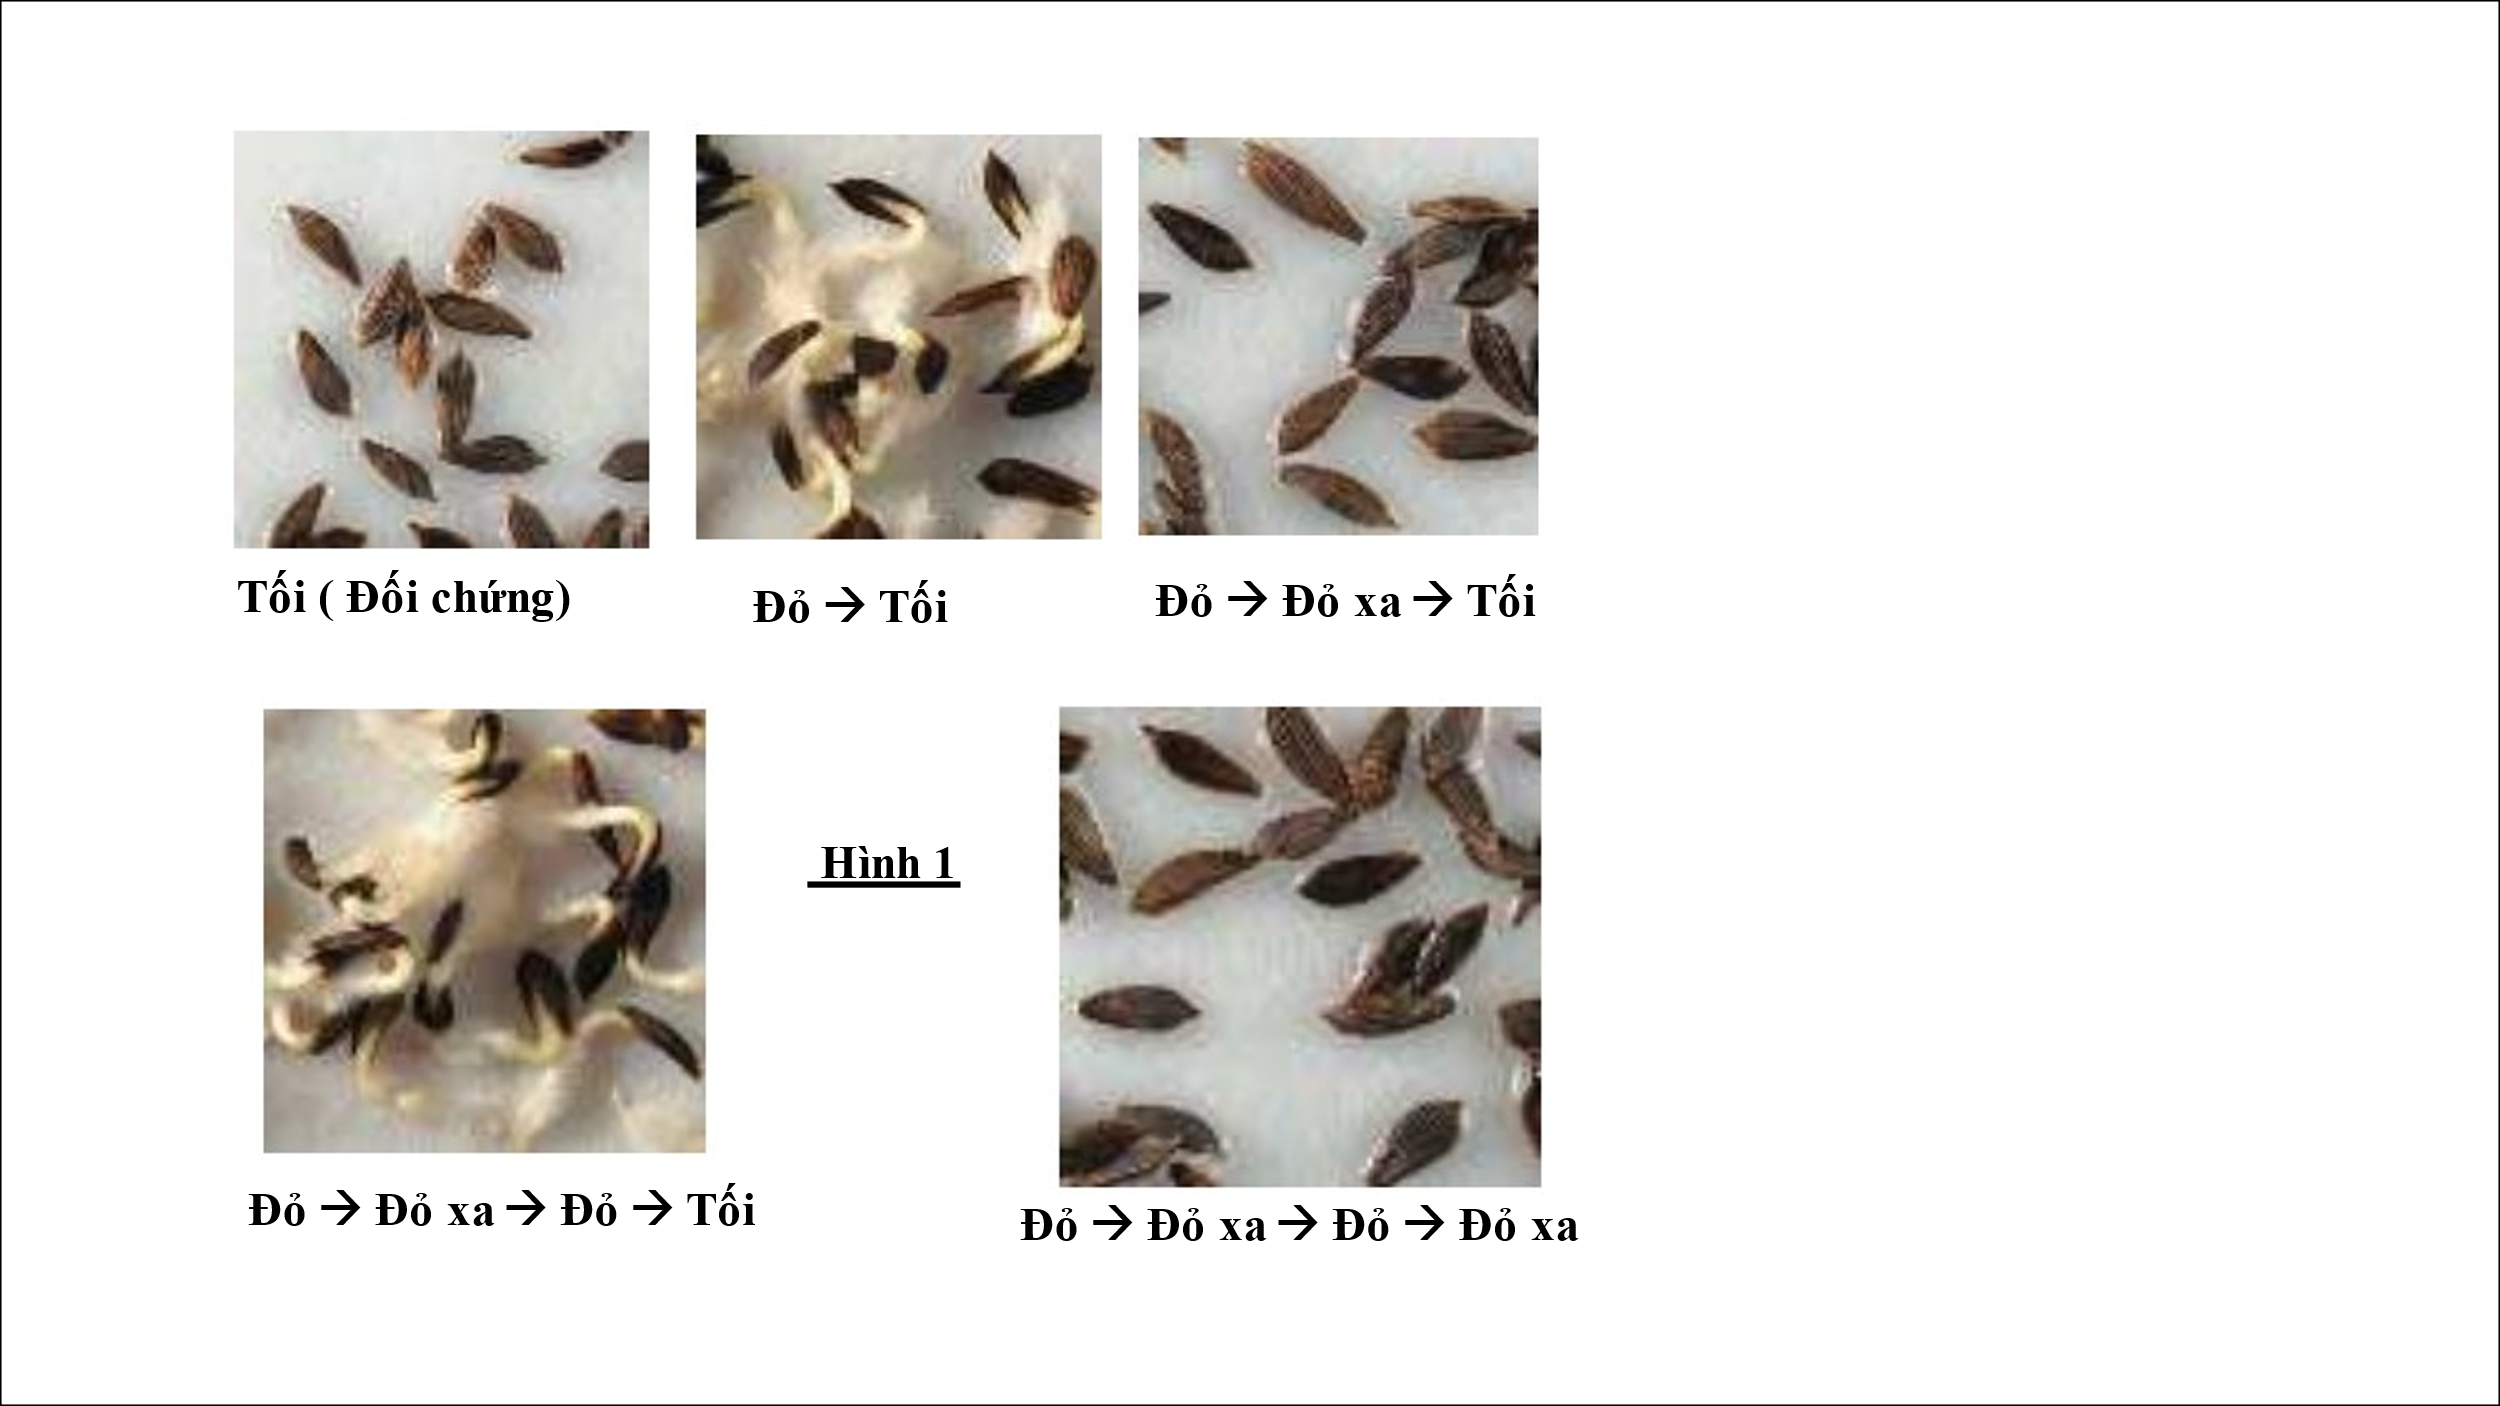 Tối ( Đối chứng)
Đỏ → Tối
Đỏ → Đỏ xa → Tối
Hình 1
Đỏ → Đỏ xa → Đỏ → Tối
Đỏ → Đỏ xa → Đỏ → Đỏ xa